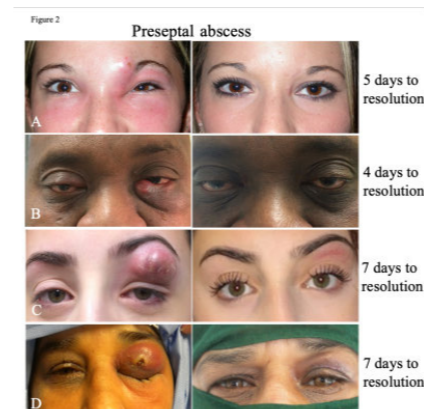 Figure 2
Preseptal abscess
5 days to
resolution
A
4 days to
resolution
B
7 days to
resolution
C
7 days to
resolution
D